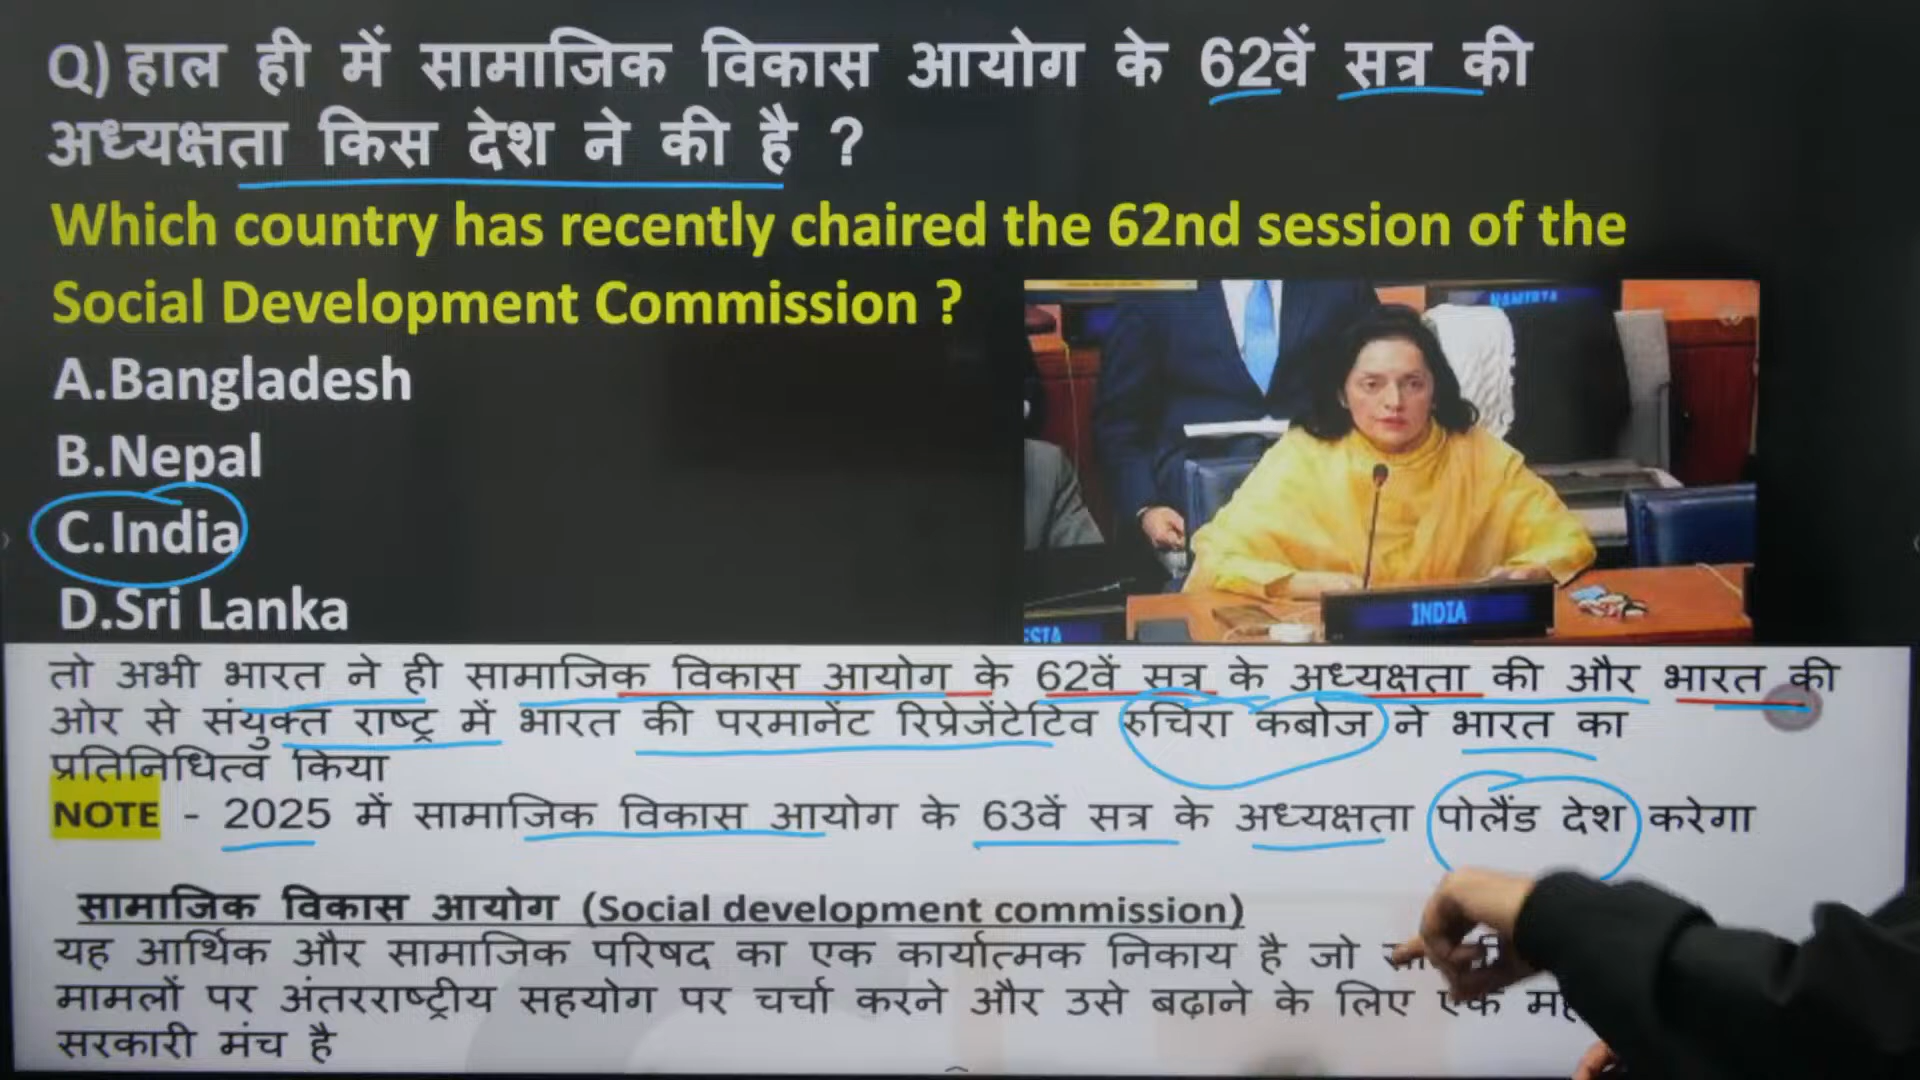 Q) हाल ही में सामाजिक विकास आयोग के 62वें सत्र की
अध्यक्षता किस देश ने की है ?
Which country has recently chaired the 62nd session of the
Social Development Commission ?
A.Bangladesh
B.Nepal
C.India
D.Sri Lanka
INDIA
तो अभी भारत ने ही सामाजिक विकास आयोग के 62वें सत्र के अध्यक्षता की और भारत की
ओर से संयुक्त राष्ट्र में भारत की परमानेंट रिप्रेजेंटेटिव रुचिरा कंबोज ने भारत का
प्रतिनिधित्व किया
NOTE - 2025 में सामाजिक विकास आयोग के 63वें सत्र के अध्यक्षता पोलैंड देश करेगा
सामाजिक विकास आयोग (Social development commission)
यह आर्थिक और सामाजिक परिषद का एक कार्यात्मक निकाय है जो
मामलों पर अंतरराष्ट्रीय सहयोग पर चर्चा करने और उसे बढ़ाने के लिए एक
सरकारी मंच है